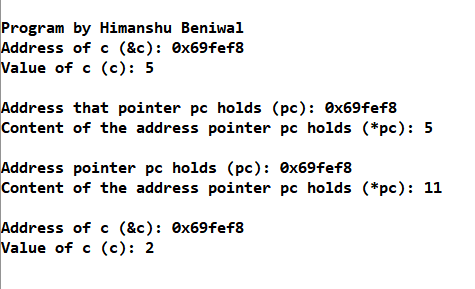 Program by Himanshu Beniwal
Address of c (&c): 0x69fef8
Value of c (c): 5
Address that pointer pc holds (pc): 0x69fef8
Content of the address pointer pc holds (*pc): 5
Address pointer pc holds (pc): 0x69fef8
Content of the address pointer pc holds (*pc): 11
Address of c (&c): 0x69fef8
Value of c (c): 2